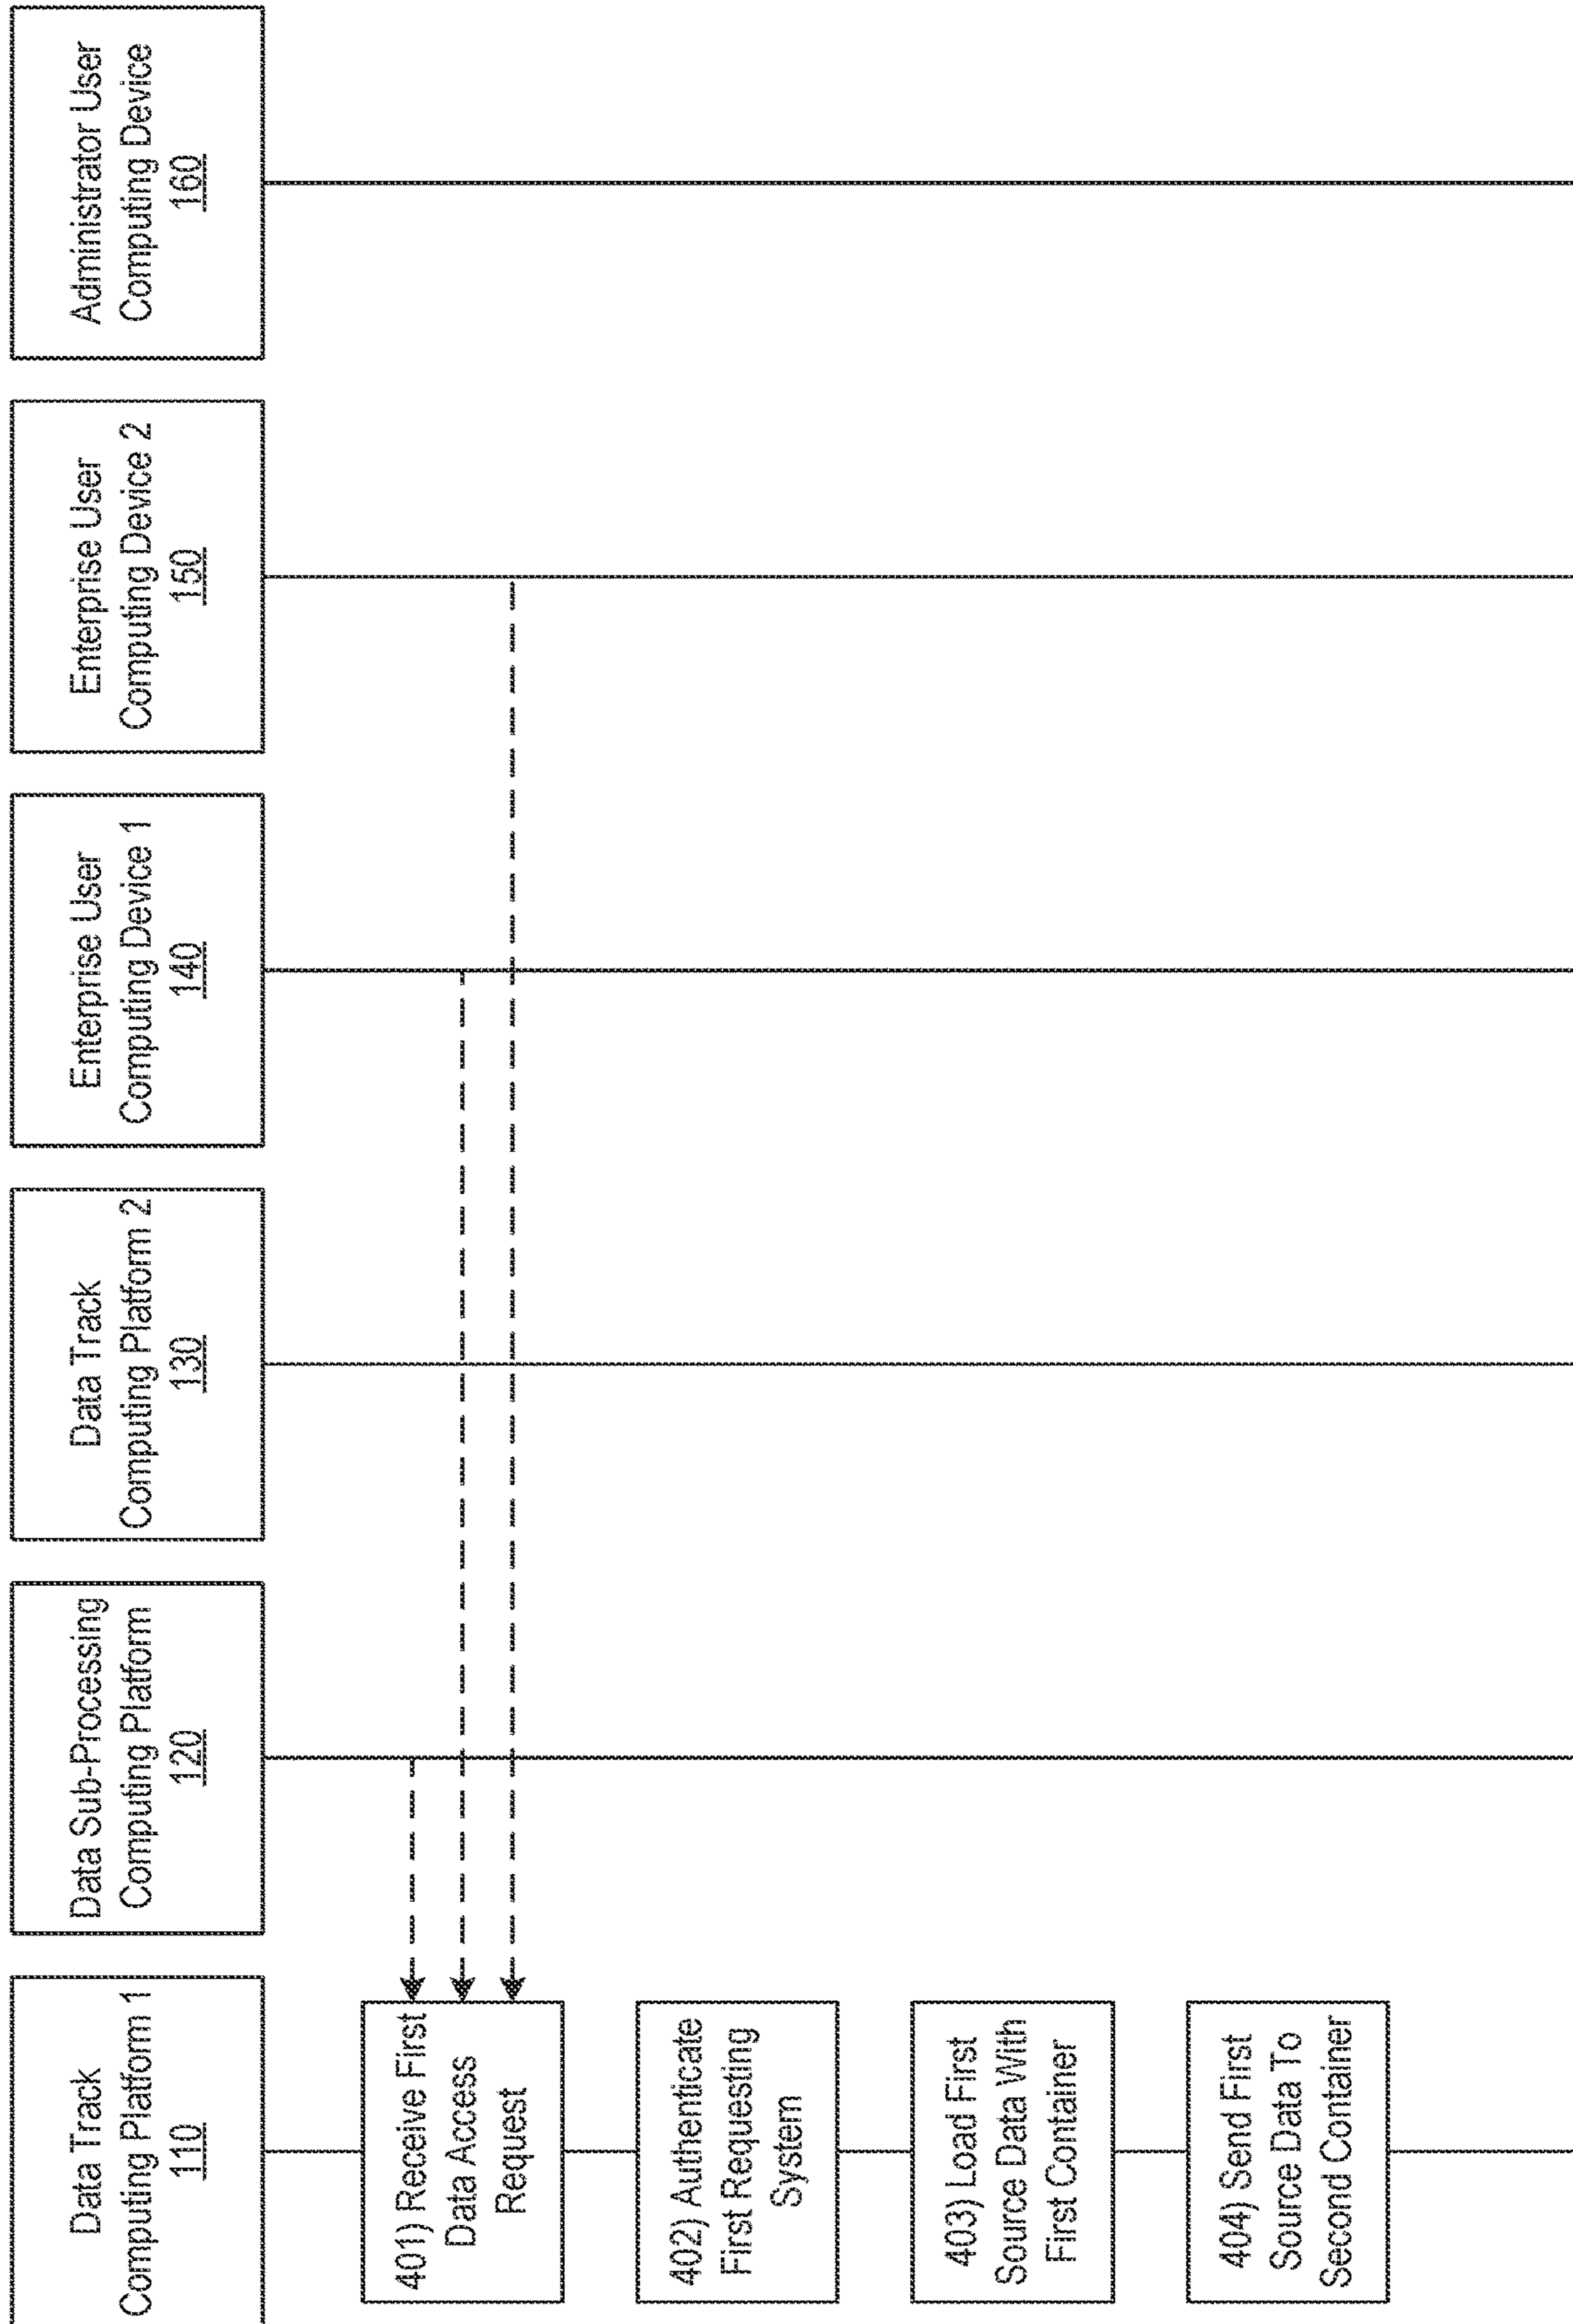 Data Track
Computing Platform 1
110
Data Sub-Processing
Computing Platform
120
Data Track
Computing Platform 2
130
Enterprise User
Computing Device 1
140
Enterprise User
Computing Device 2
150
Administrator User
Computing Device
160
401) Receive First
Data Access
Request
402) Authenticate
First Requesting
System
403) Load First
Source Data With
First Container
404) Send First
Source Data To
Second Container